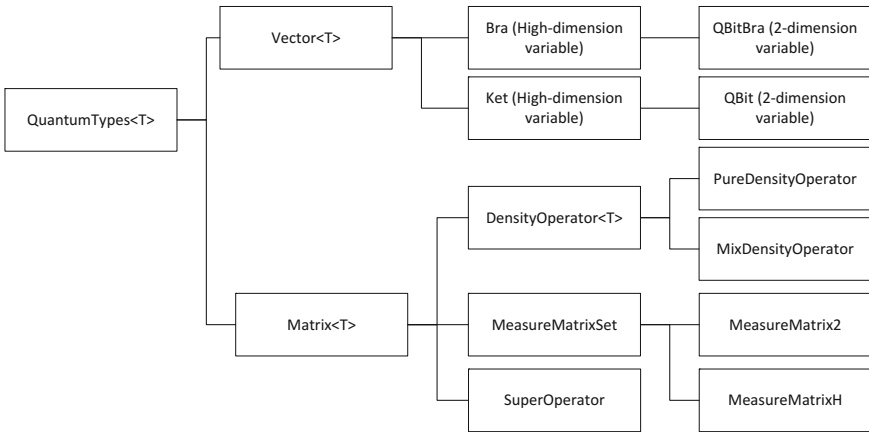 Vector<T>
Bra (High-dimension
variable)
QBitBra (2-dimension
variable)
QuantumTypes<T>
Ket (High-dimension
variable)
QBit (2-dimension
variable)
PureDensityOperator
DensityOperator<T>
MixDensityOperator
Matrix<T>
MeasureMatrixSet
MeasureMatrix2
SuperOperator
MeasureMatrixH